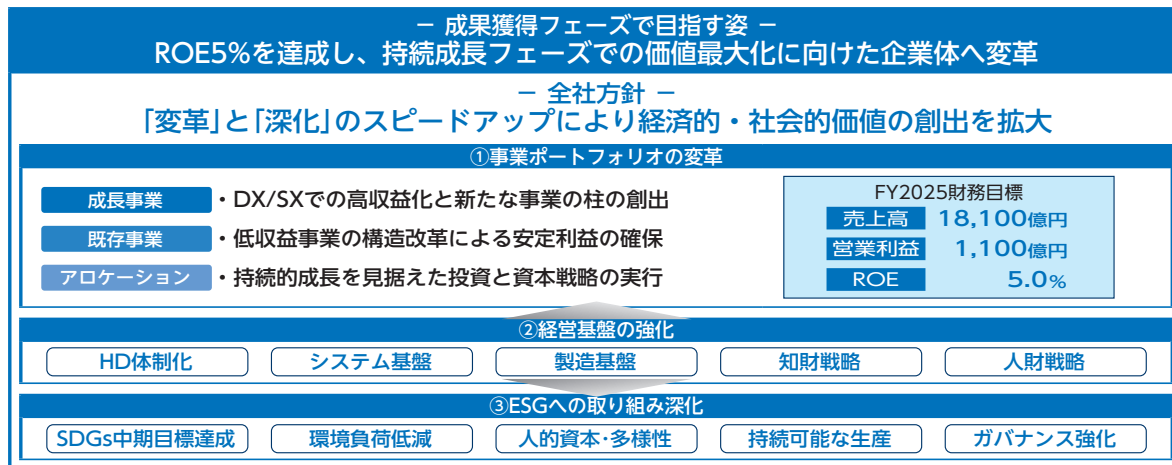 − 成果獲得フェーズで目指す姿 −
ROE5%を達成し、持続成長フェーズでの価値最大化に向けた企業体へ変革
− 全社方針 −
「変革」と「深化」のスピードアップにより経済的・社会的価値の創出を拡大
①事業ポートフォリオの変革
成長事業 ・DX/SXでの高収益化と新たな事業の柱の創出
既存事業 ・低収益事業の構造改革による安定利益の確保
アロケーション ・持続的成長を見据えた投資と資本戦略の実行
FY2025財務目標
売上高 18,100億円
営業利益 1,100億円
ROE 5.0%
②経営基盤の強化
HD体制化 システム基盤 製造基盤 知財戦略 人財戦略
③ESGへの取り組み深化
SDGs中期目標達成 環境負荷低減 人的資本・多様性 持続可能な生産 ガバナンス強化